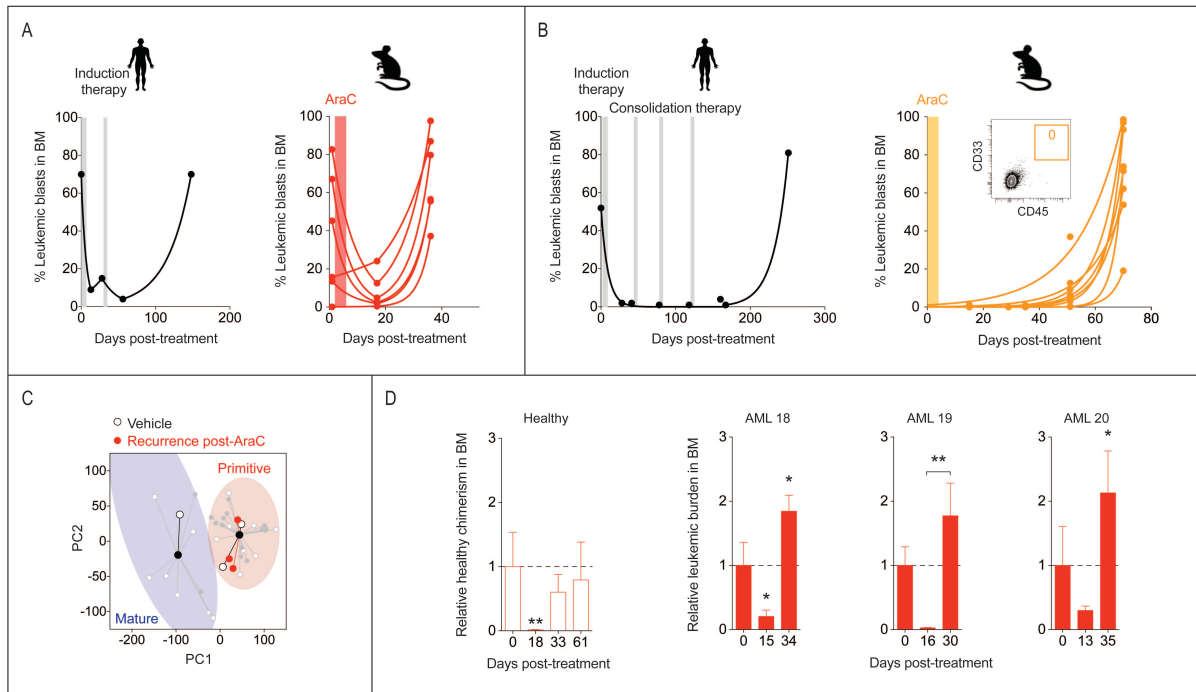 A
Induction
therapy
% Leukemic blasts in BM
100
80
60
40
20
0
0
100
200
Days post-treatment
AraC
% Leukemic blasts in BM
100
80
60
40
20
0
0
20
40
Days post-treatment
B
Induction
therapy
Consolidation therapy
% Leukemic blasts in BM
100
80
60
40
20
0
0
100
200
300
Days post-treatment
AraC
% Leukemic blasts in BM
100
80
60
40
20
0
0
20
40
60
80
Days post-treatment
CD33
0
CD45
C
Vehicle
Recurrence post-AraC
Primitive
Mature
PC2
100
50
0
-50
-100
-200
-100
0
100
PC1
D
Healthy
Relative healthy chimerism in BM
3
2
1
0
**
0 18 33 61
Days post-treatment
AML 18
Relative leukemic burden in BM
3
2
1
0
*
*
0 15 34
AML 19
3
2
1
0
**
0 16 30
Days post-treatment
AML 20
3
2
1
0
*
0 13 35